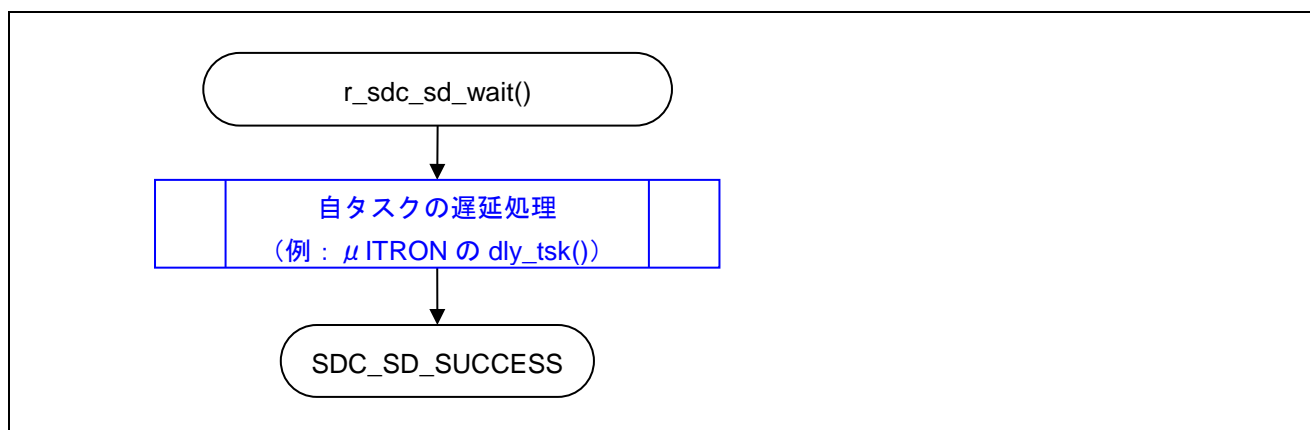 r_sdc_sd_wait()
自タスクの遅延処理
（例：μITRON の dly_tsk()）
SDC_SD_SUCCESS